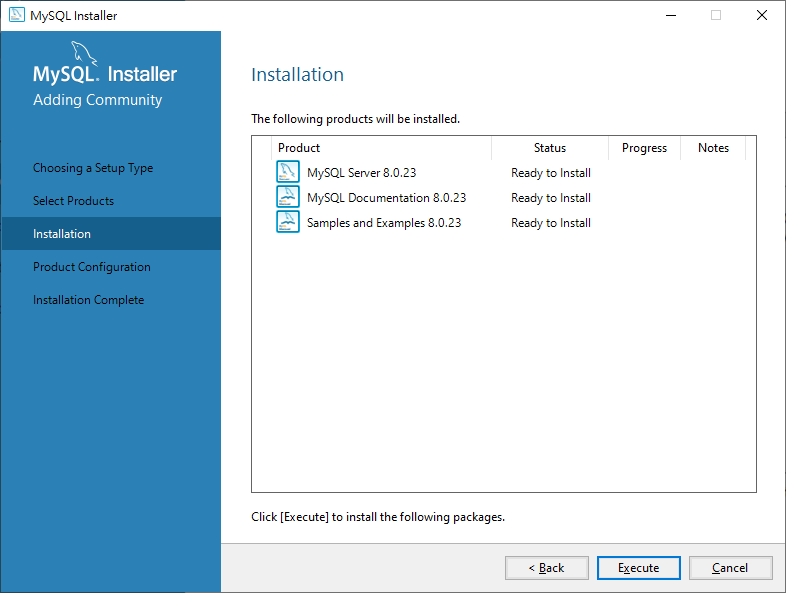 MySQL Installer
MySQL. Installer
Adding Community
Choosing a Setup Type
Select Products
Installation
Product Configuration
Installation Complete
Installation
The following products will be installed.
Product Status Progress Notes
MySQL Server 8.0.23 Ready to Install
MySQL Documentation 8.0.23 Ready to Install
Samples and Examples 8.0.23 Ready to Install
Click [Execute] to install the following packages.
< Back Execute Cancel